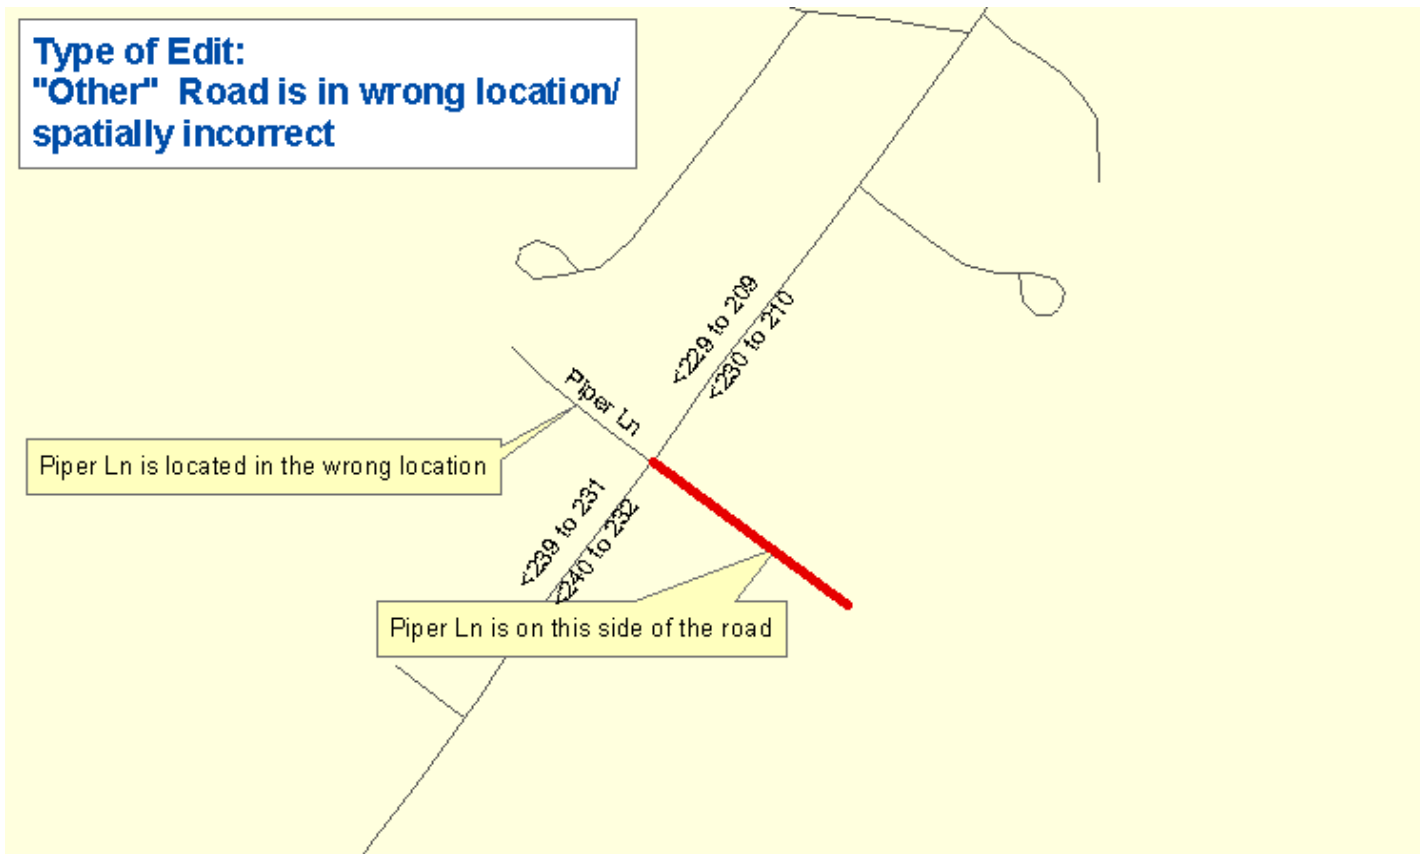 Type of Edit:
"Other"  Road is in wrong location/
spatially incorrect
<229 to 209
<230 to 210
Piper Ln
Piper Ln is located in the wrong location
<239 to 231
<240 to 232
Piper Ln is on this side of the road